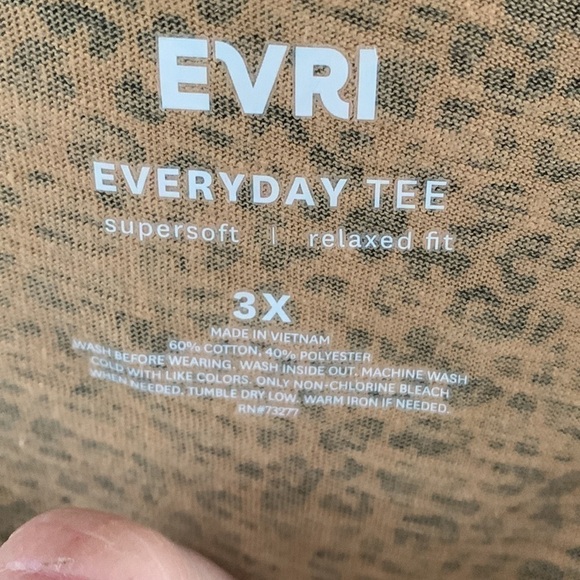 EVRI
EVERYDAY TEE
supersoft | relaxed fit
3X
MADE IN VIETNAM
60% COTTON, 40% POLYESTER
WASH BEFORE WEARING. WASH INSIDE OUT. MACHINE WASH
COLD WITH LIKE COLORS. ONLY NON-CHLORINE BLEACH
WHEN NEEDED. TUMBLE DRY LOW. WARM IRON IF NEEDED.
RN#73277